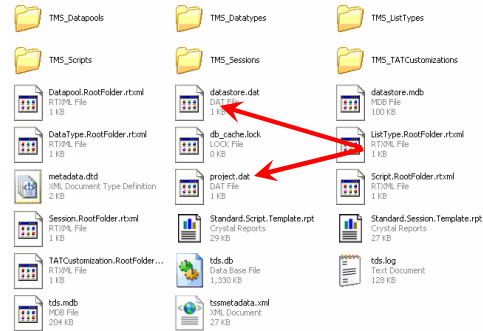 TMS_Datapools
TMS_Datatypes
TMS_ListTypes
TMS_Scripts
TMS_Sessions
TMS_TATCustomizations
Datapool.RootFolder.rtxml
RTXML File
1 KB
datastore.dat
DAT File
1 KB
datastore.mdb
MDB File
100 KB
DataType.RootFolder.rtxml
RTXML File
1 KB
db_cache.lock
LOCK File
0 KB
ListType.RootFolder.rtxml
RTXML File
1 KB
metadata.dtd
XML Document Type Definition
2 KB
project.dat
DAT File
1 KB
Script.RootFolder.rtxml
RTXML File
1 KB
Session.RootFolder.rtxml
RTXML File
1 KB
Standard.Script.Template.rpt
Crystal Reports
29 KB
Standard.Session.Template.rpt
Crystal Reports
27 KB
TATCustomization.RootFolder...
RTXML File
1 KB
tds.db
Data Base File
1,330 KB
tds.log
Text Document
128 KB
tds.mdb
MDB File
204 KB
tssmetadata.xml
XML Document
27 KB